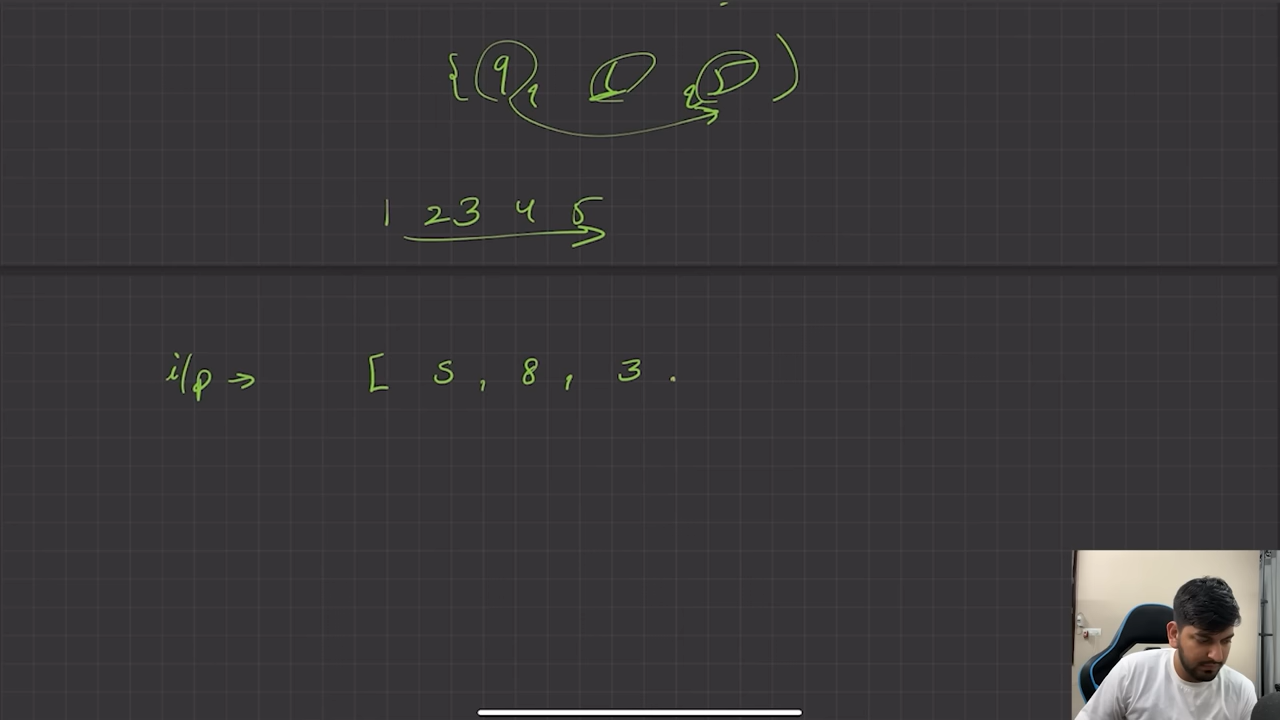 { 9, 1, 5 )
1 2 3 4 5
i/p → [ 5, 8, 3 .